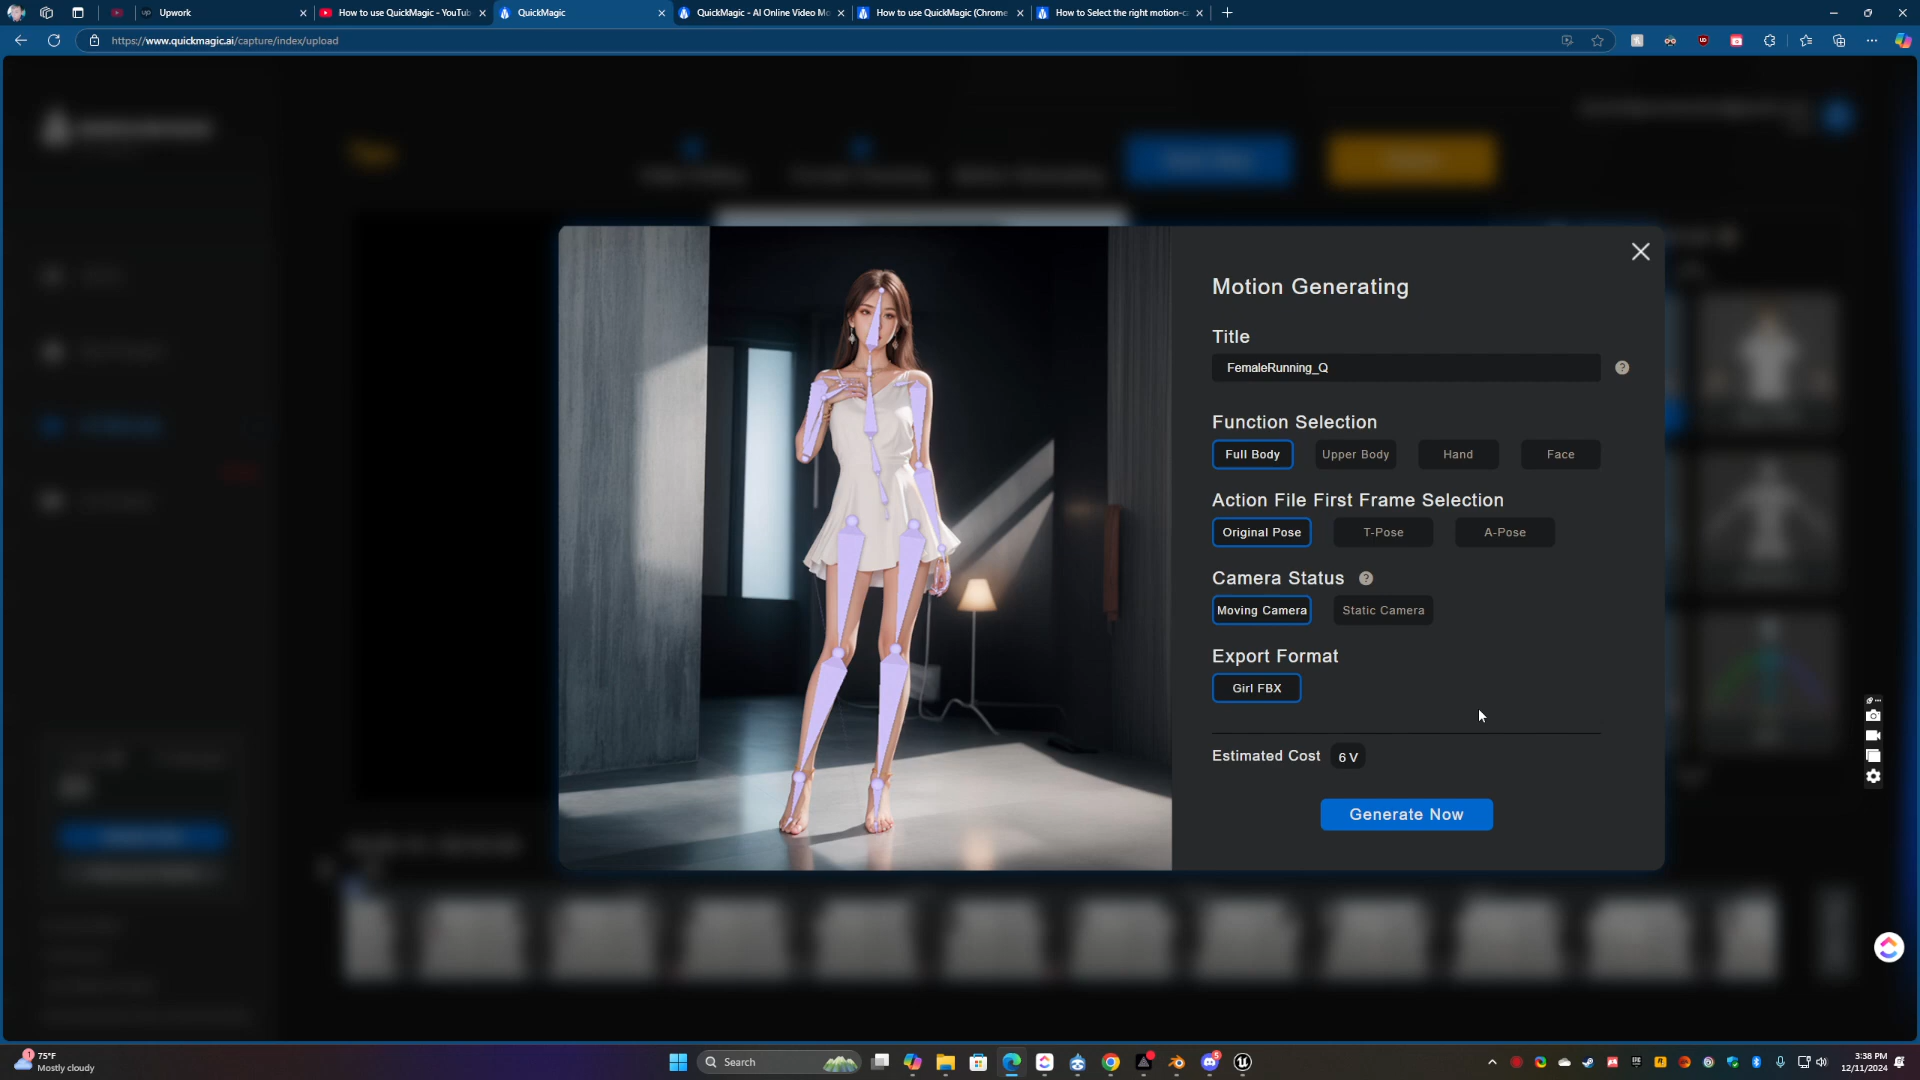 Upwork
How to use QuickMagic - YouTub
QuickMagic
QuickMagic - AI Online Video Mo
How to use QuickMagic (Chrome
How to Select the right motion-c
https://www.quickmagic.ai/capture/index/upload
Motion Generating
Title
FemaleRunning_Q
?
Function Selection
Full Body Upper Body Hand Face
Action File First Frame Selection
Original Pose T-Pose A-Pose
Camera Status ?
Moving Camera Static Camera
Export Format
Girl FBX
Estimated Cost 6 V
Generate Now
75°F
Mostly cloudy
Search
3:38 PM
12/11/2024